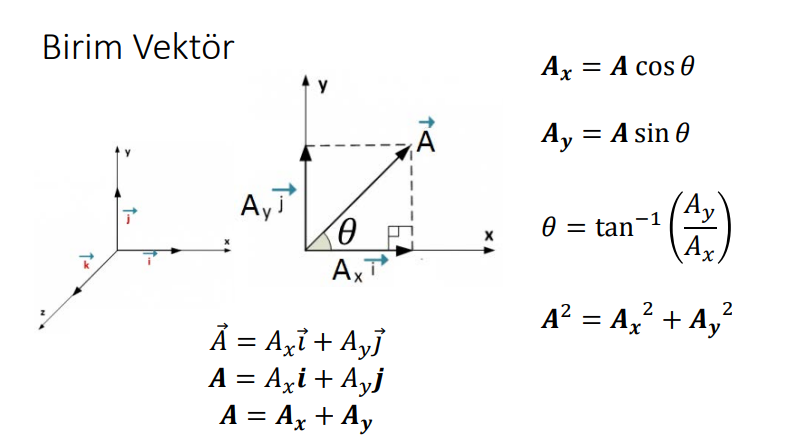 Birim Vektör
y
j⃗
x
k⃗
i⃗
z
y
A⃗
A_y j⃗
θ
x
A_x i⃗
A⃗ = A_x i⃗ + A_y j⃗
𝑨 = A_x 𝒊 + A_y 𝒋
𝑨 = 𝑨_𝒙 + 𝑨_𝒚
𝑨_𝒙 = 𝑨 cos θ
𝑨_𝒚 = 𝑨 sin θ
θ = tan⁻¹ (A_y / A_x)
𝑨² = 𝑨_𝒙² + 𝑨_𝒚²